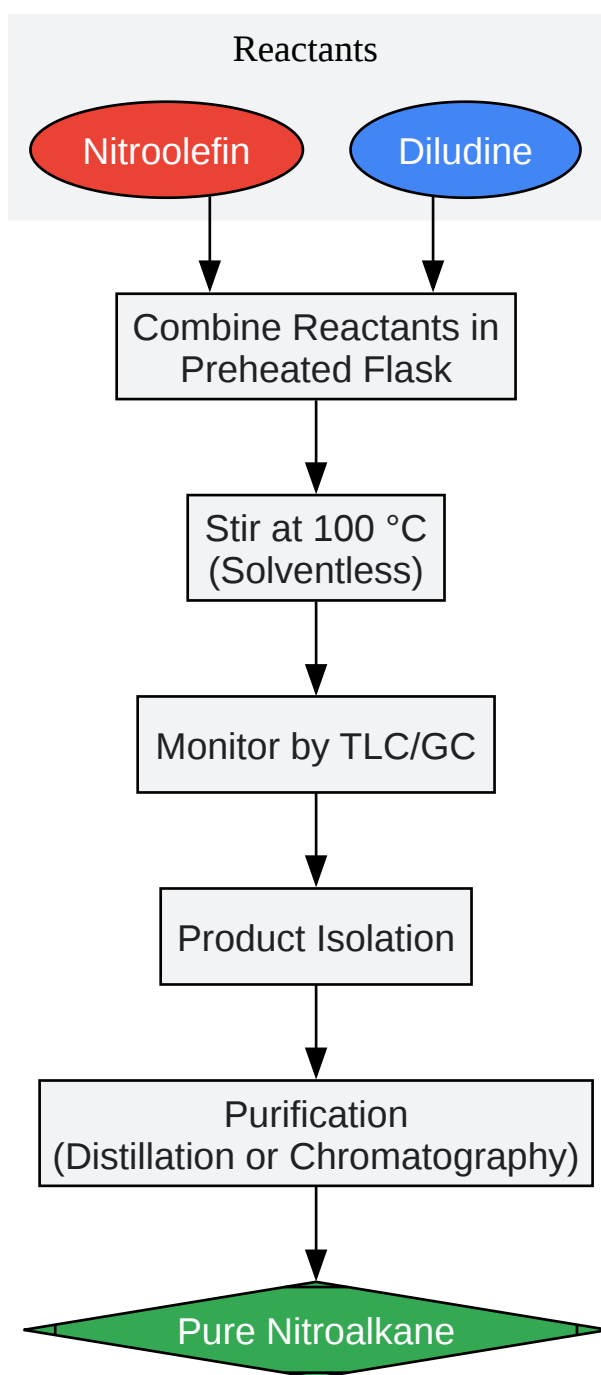 Reactants
Nitroolefin
Diludine
Combine Reactants in
Preheated Flask
Stir at 100 °C
(Solventless)
Monitor by TLC/GC
Product Isolation
Purification
(Distillation or Chromatography)
Pure Nitroalkane